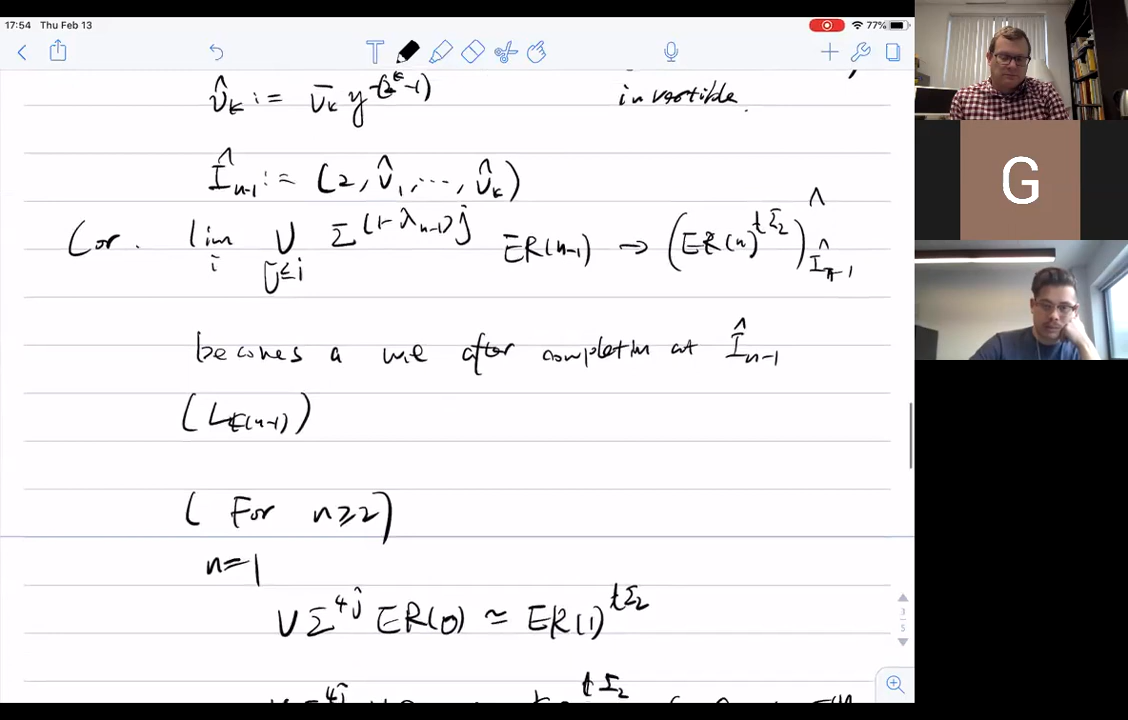 17:54 Thu Feb 13
77%
T
v̂_k := v̄_k y^{-(2^k-1)}
invertible.
Î_{n-1} := (2, v̂_1, ..., v̂_k)
Cor. lim_i ∨_{j≤i} Σ^{(1-λ_{n-1})j} ER(n-1) → (ER(n)^{tΣ_2})^∧_{Î_{n-1}}
becomes a we after completion at Î_{n-1}
(L_{E(n-1)})
(For n≥2)
n=1
∨Σ^{4j} ER(0) ≃ ER(1)^{tΣ_2}
G